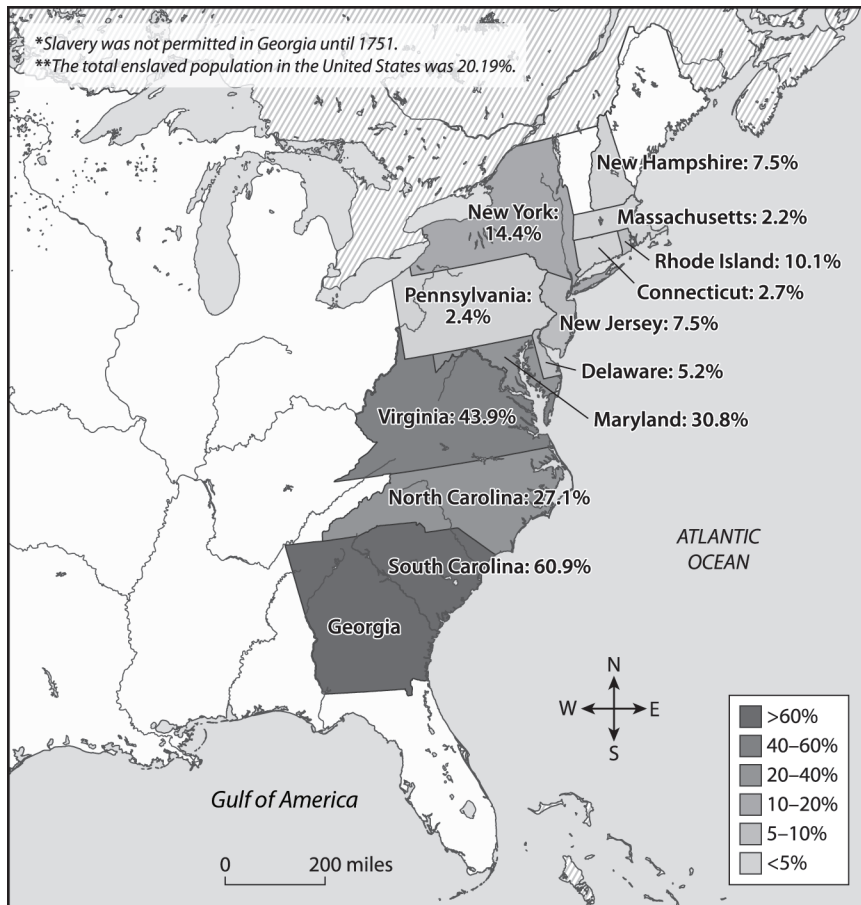 *Slavery was not permitted in Georgia until 1751.
**The total enslaved population in the United States was 20.19%.
New Hampshire: 7.5%
New York:
14.4%
Massachusetts: 2.2%
Rhode Island: 10.1%
Connecticut: 2.7%
Pennsylvania:
2.4%
New Jersey: 7.5%
Delaware: 5.2%
Maryland: 30.8%
Virginia: 43.9%
North Carolina: 27.1%
South Carolina: 60.9%
Georgia
ATLANTIC
OCEAN
N
W E
S
>60%
40–60%
20–40%
10–20%
5–10%
<5%
Gulf of America
0 200 miles